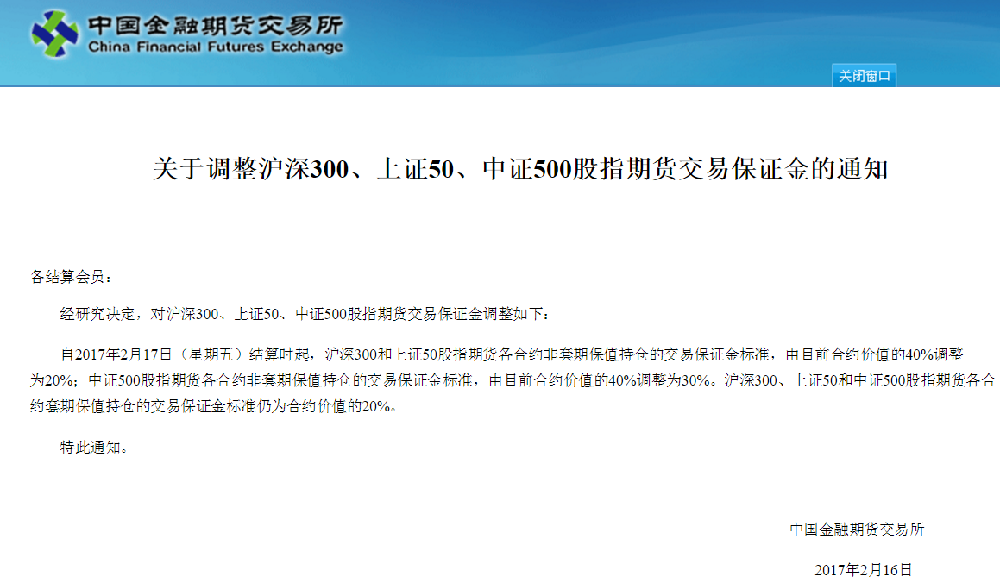 中国金融期货交易所
China Financial Futures Exchange
关闭窗口
关于调整沪深300、上证50、中证500股指期货交易保证金的通知
各结算会员：
经研究决定，对沪深300、上证50、中证500股指期货交易保证金调整如下：
自2017年2月17日（星期五）结算时起，沪深300和上证50股指期货各合约非套期保值持仓的交易保证金标准，由目前合约价值的40%调整
为20%；中证500股指期货各合约非套期保值持仓的交易保证金标准，由目前合约价值的40%调整为30%。沪深300、上证50和中证500股指期货各合
约套期保值持仓的交易保证金标准仍为合约价值的20%。
特此通知。
中国金融期货交易所
2017年2月16日